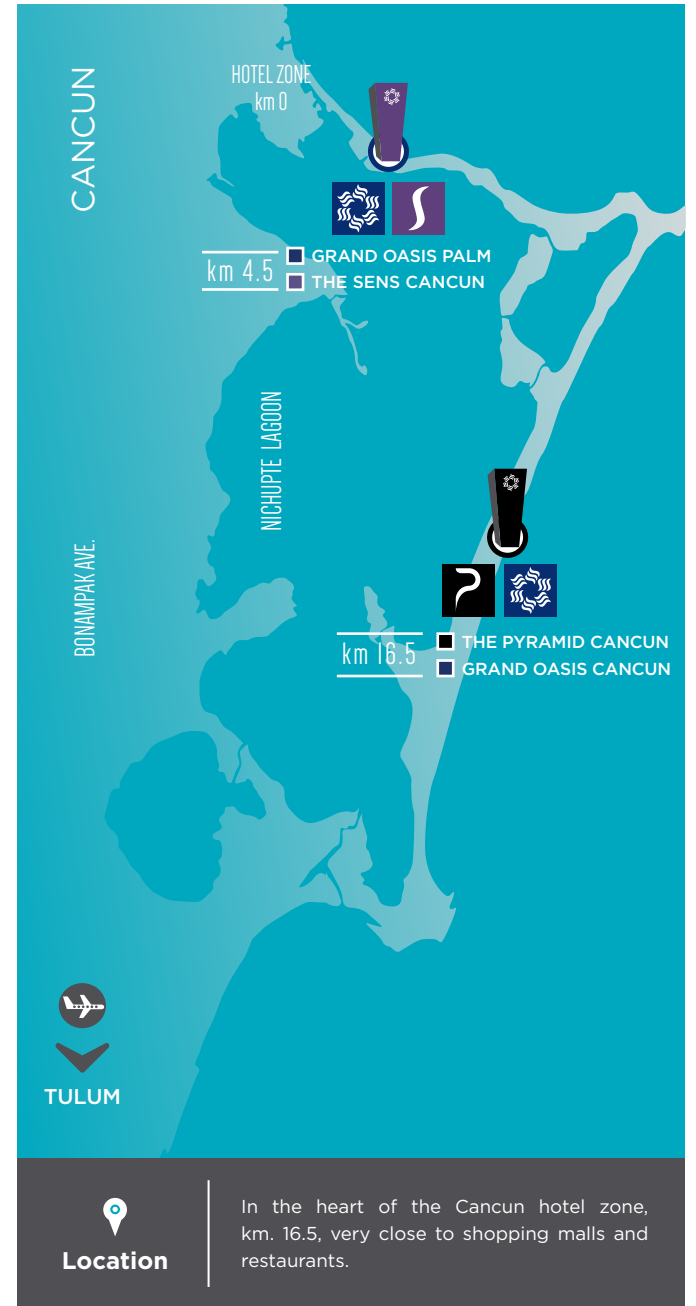 CANCUN
HOTEL ZONE
km 0
km 4.5
GRAND OASIS PALM
THE SENS CANCUN
NICHUPTE LAGOON
BONAMPAK AVE.
km 16.5
THE PYRAMID CANCUN
GRAND OASIS CANCUN
TULUM
Location
In the heart of the Cancun hotel zone,
km. 16.5, very close to shopping malls and
restaurants.